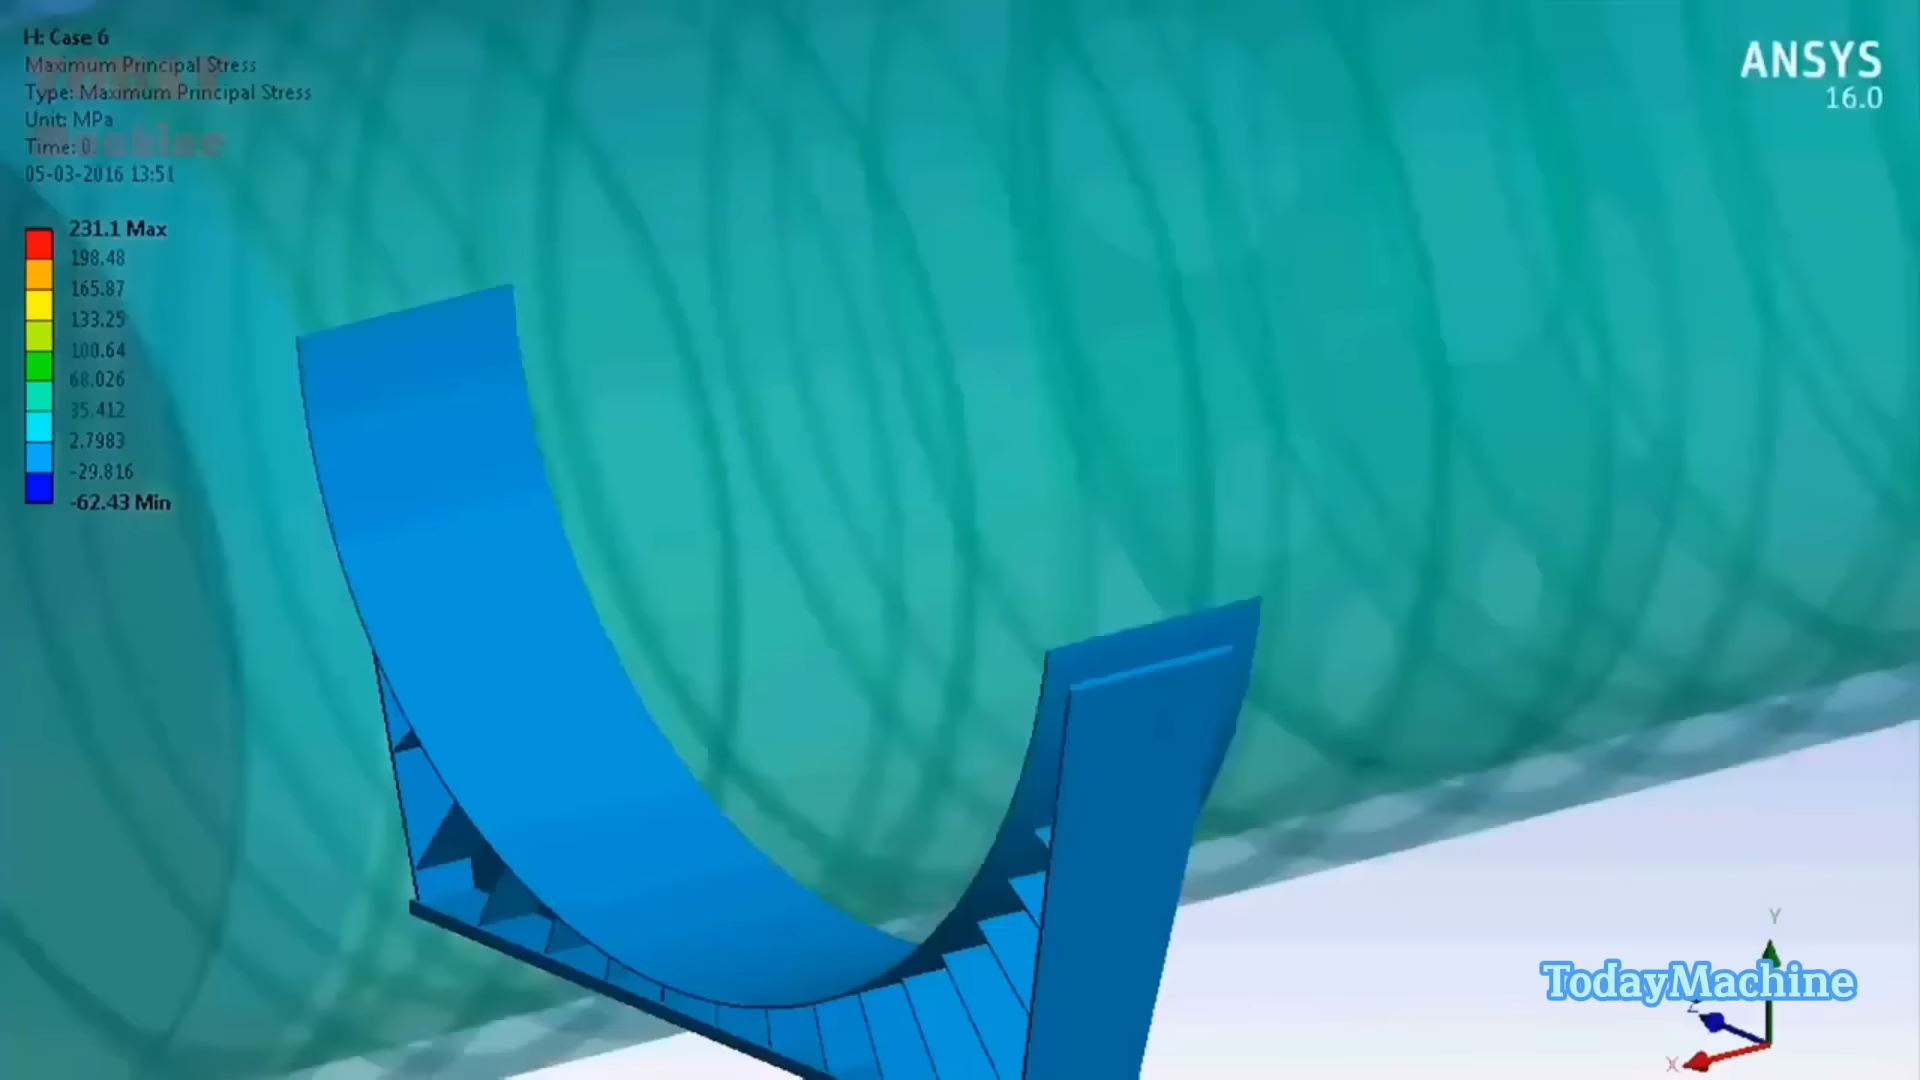 H: Case 6
Maximum Principal Stress
Type: Maximum Principal Stress
Unit: MPa
Time: 0
05-03-2016 13:51
231.1 Max
198.48
165.87
133.25
100.64
68.026
35.412
2.7983
-29.816
-62.43 Min
ANSYS
16.0
Y
TodayMachine
Z
X